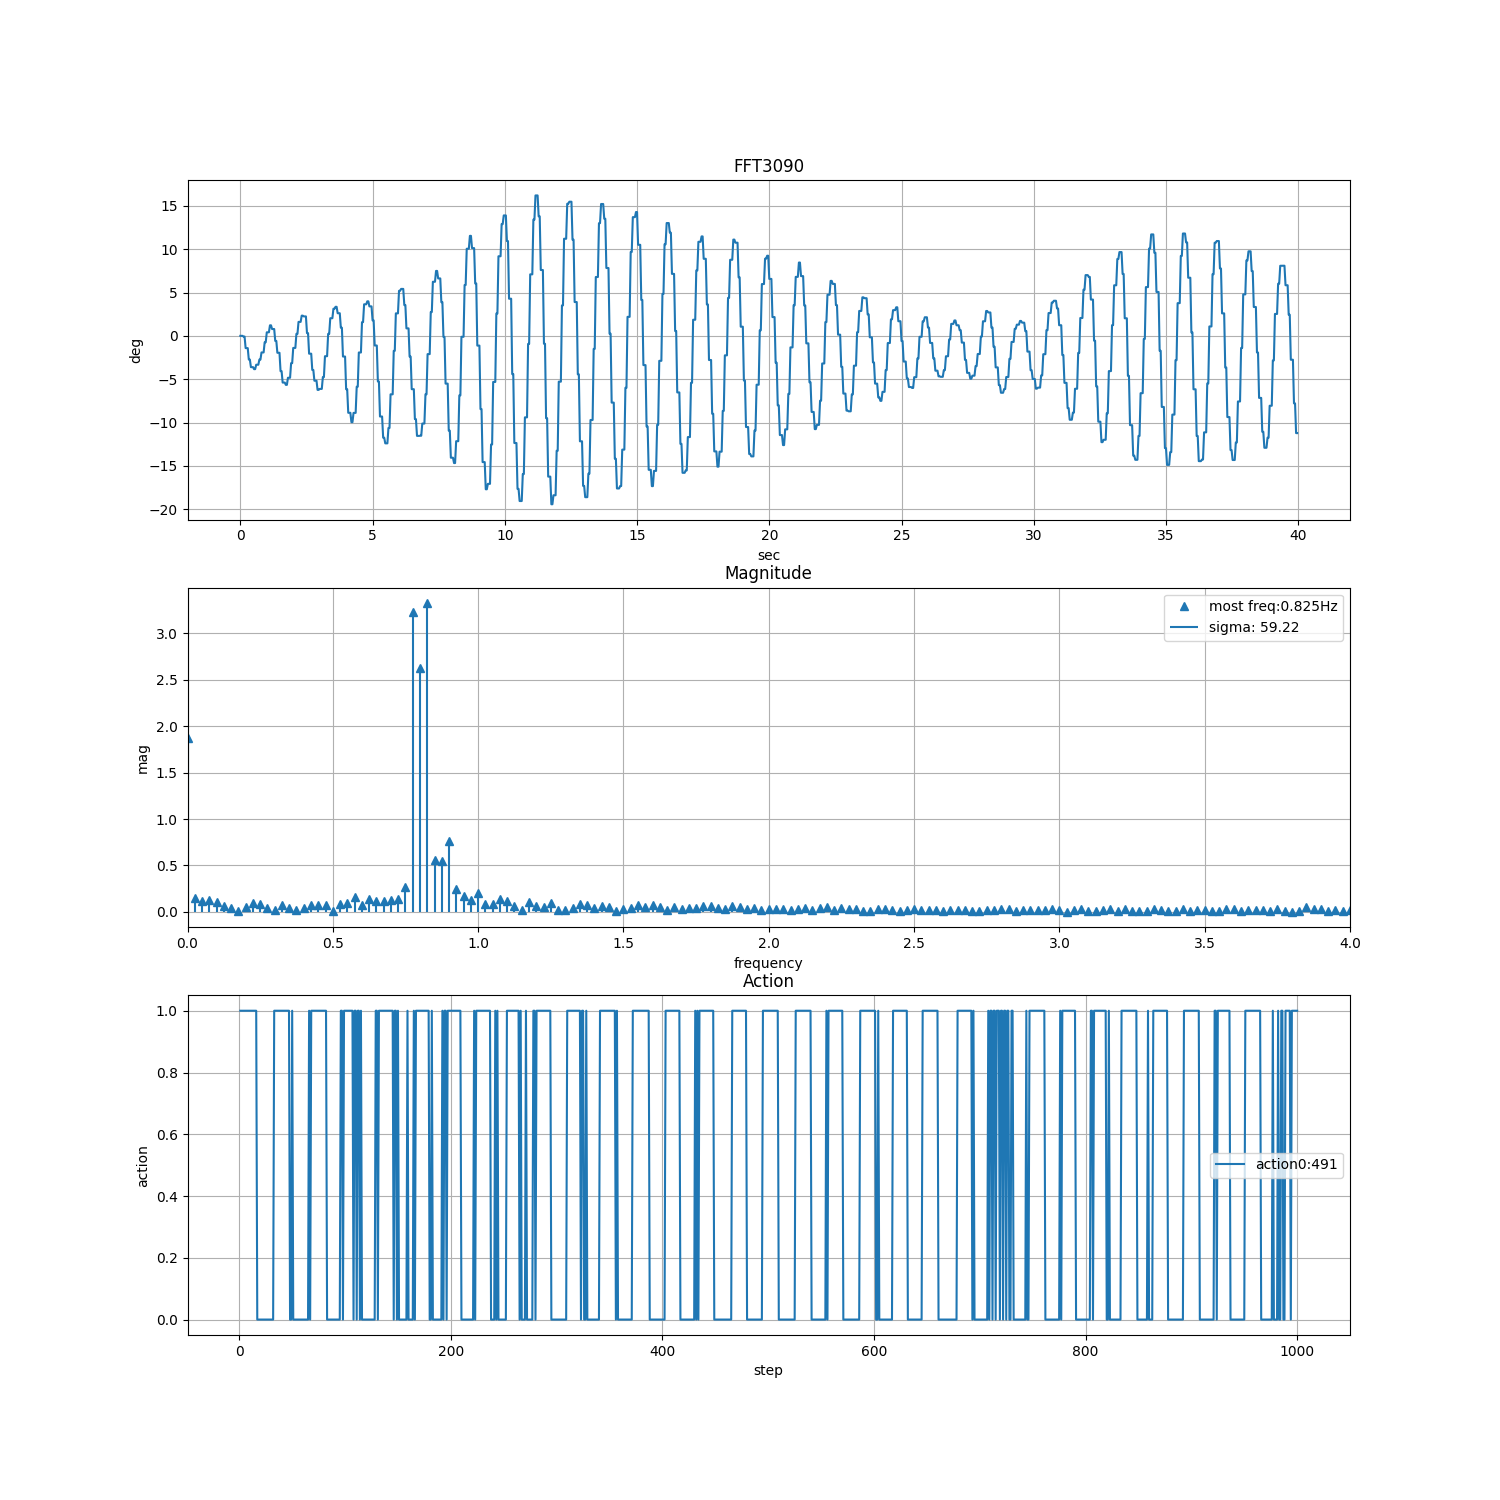 FFT3090
deg
15
10
5
0
−5
−10
−15
−20
0 5 10 15 20 25 30 35 40
sec
Magnitude
mag
3.0
2.5
2.0
1.5
1.0
0.5
0.0
most freq:0.825Hz
sigma: 59.22
0.0 0.5 1.0 1.5 2.0 2.5 3.0 3.5 4.0
frequency
Action
action
1.0
0.8
0.6
0.4
0.2
0.0
action0:491
0 200 400 600 800 1000
step